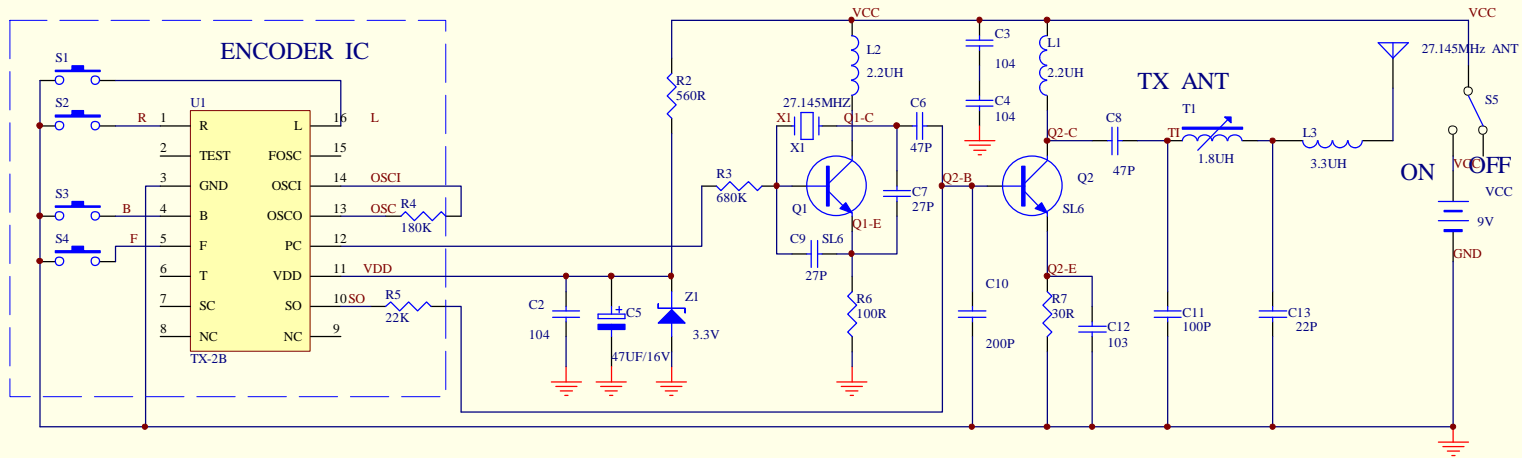 VCC
VCC
ENCODER IC
S1
S2
S3
S4
U1
R 1
2
3
B 4
F 5
6
7
8
R
TEST
GND
B
F
T
SC
NC
L
FOSC
OSCI
OSCO
PC
VDD
SO
NC
16 L
15
14 OSCI
13 OSC
12
11 VDD
10 SO
9
TX-2B
R4
180K
R5
22K
R2
560R
C2
104
C5
+
47UF/16V
Z1
3.3V
R3
680K
L2
2.2UH
27.145MHZ
X1
X1
Q1-C
C6
47P
Q1
SL6
Q1-E
C7
27P
C9
27P
R6
100R
C3
104
C4
104
L1
2.2UH
Q2-C
Q2-B
Q2
SL6
Q2-E
C10
200P
R7
30R
C12
103
C8
47P
TX ANT
T1
TI
1.8UH
C11
100P
C13
22P
L3
3.3UH
27.145MHz ANT
S5
ON
OFF
VCC
VCC
9V
GND